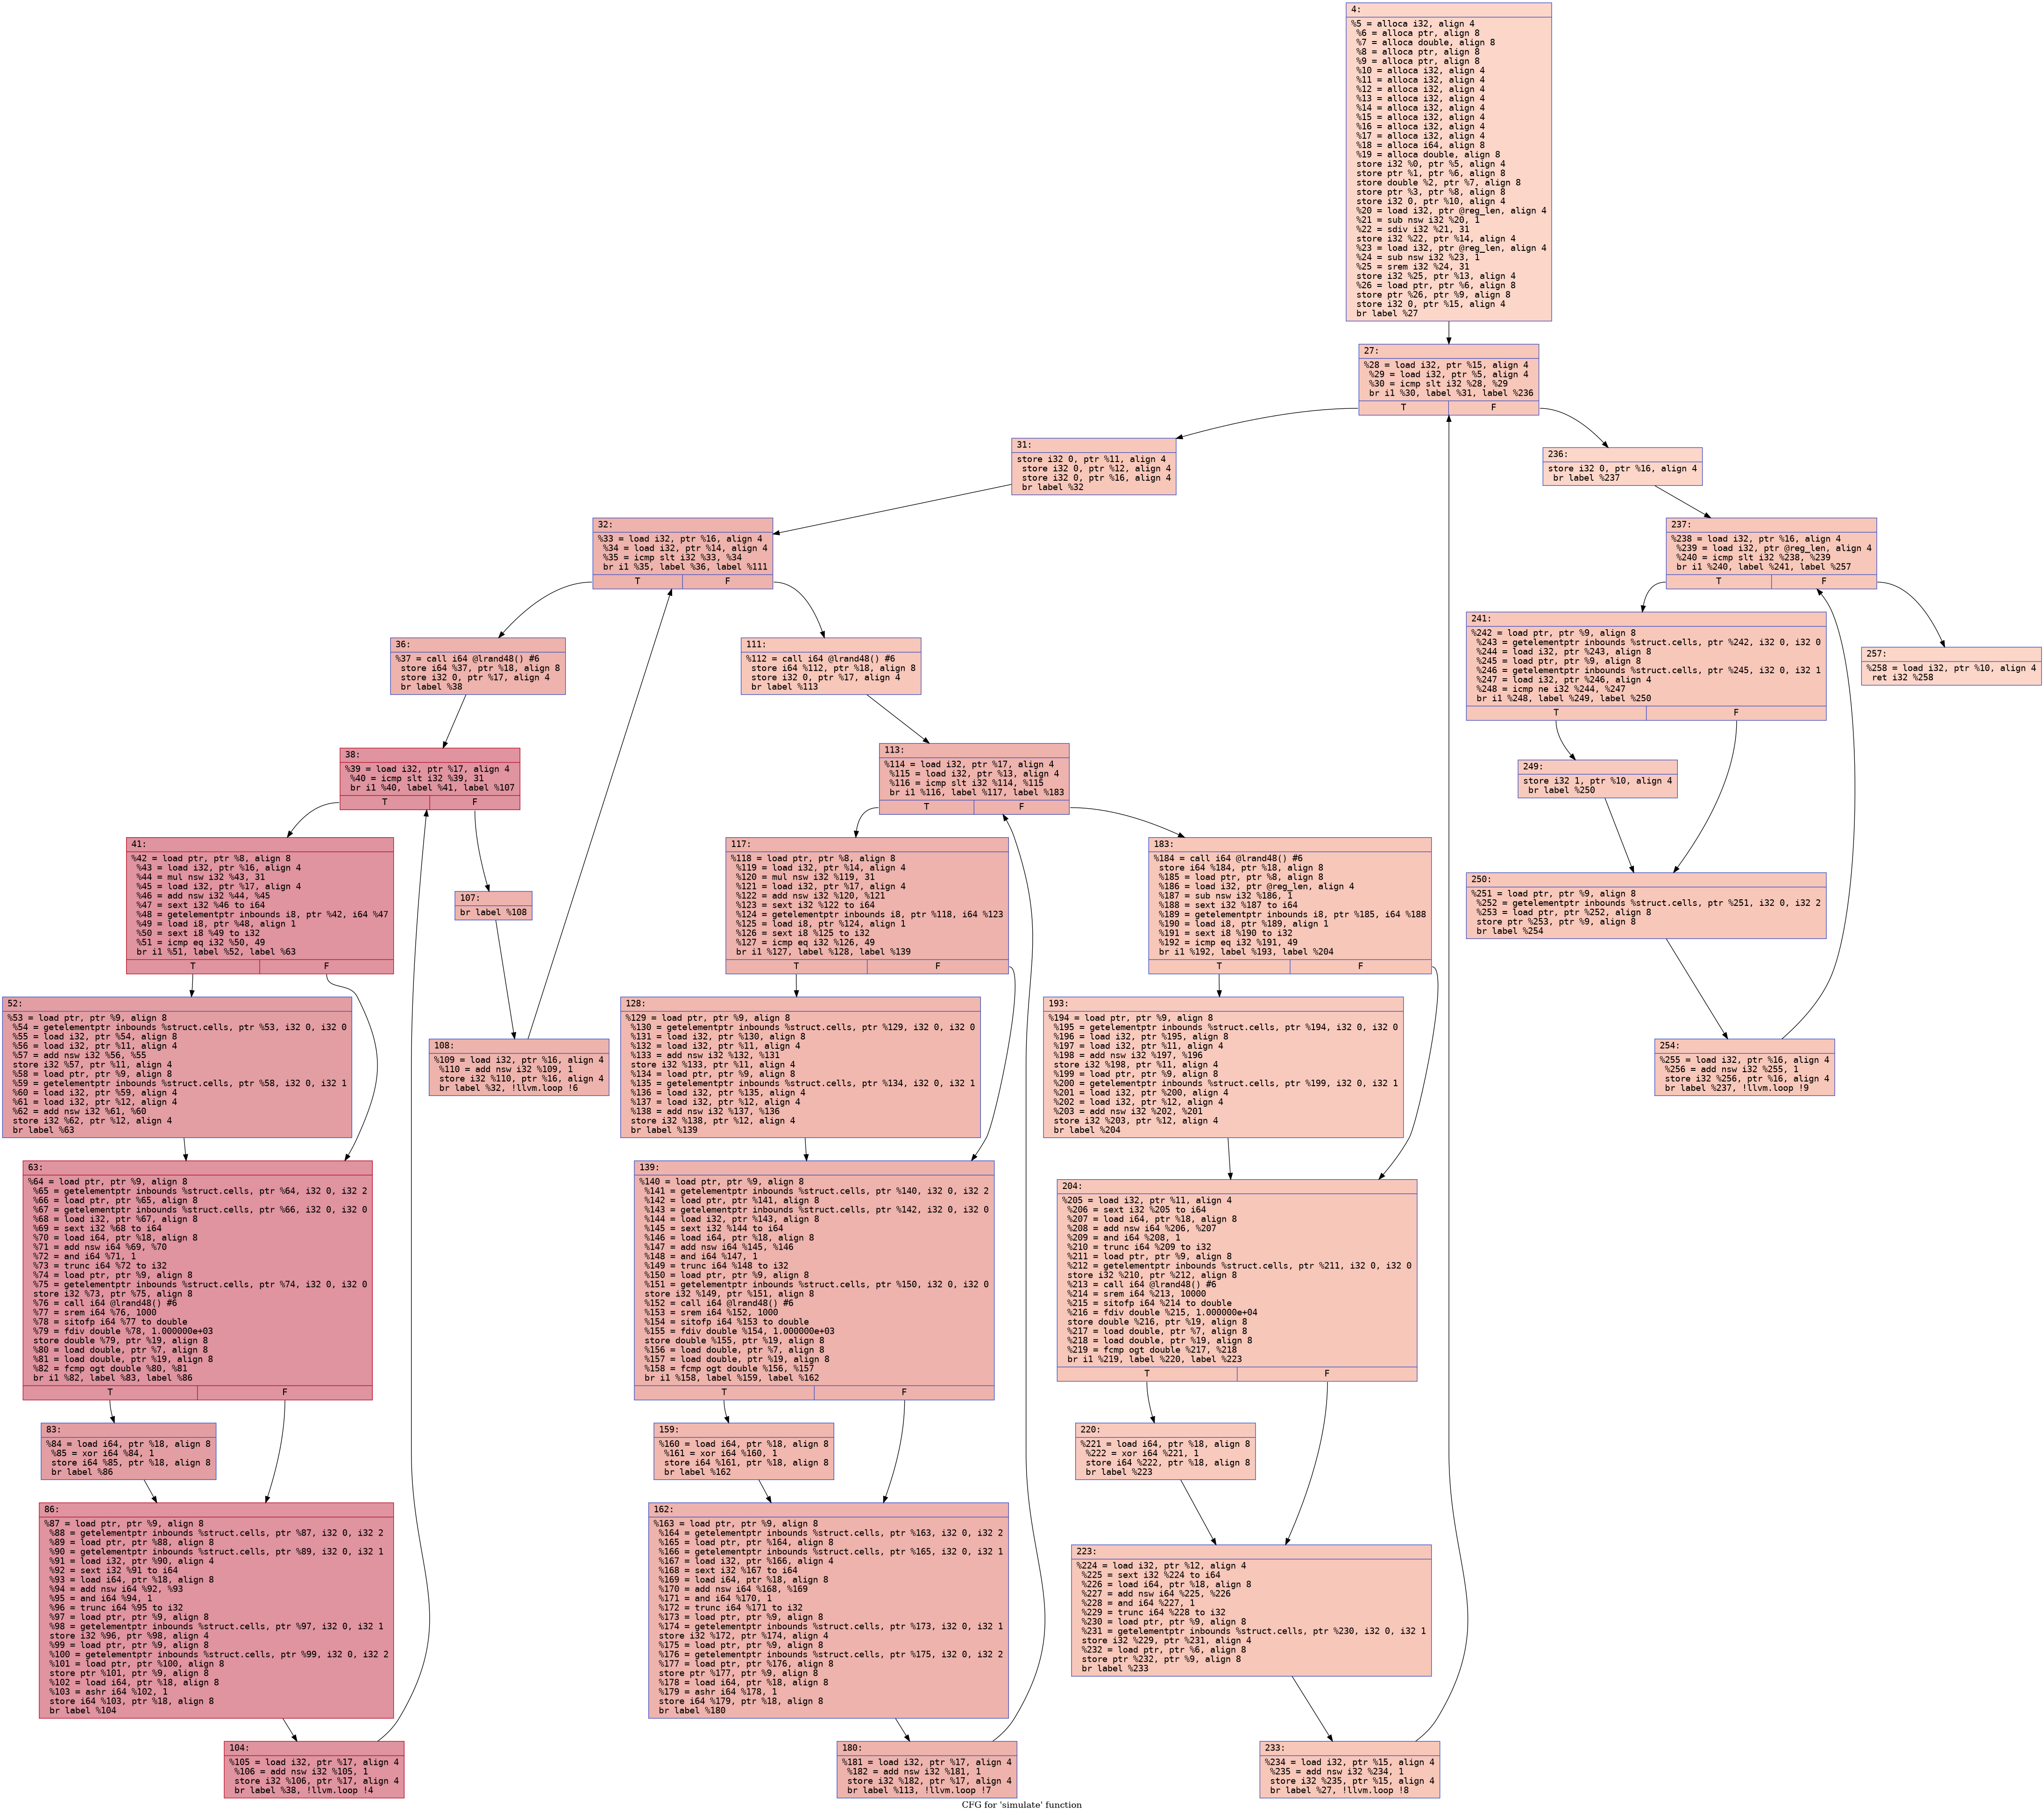 4:
%5 = alloca i32, align 4
%6 = alloca ptr, align 8
%7 = alloca double, align 8
%8 = alloca ptr, align 8
%9 = alloca ptr, align 8
%10 = alloca i32, align 4
%11 = alloca i32, align 4
%12 = alloca i32, align 4
%13 = alloca i32, align 4
%14 = alloca i32, align 4
%15 = alloca i32, align 4
%16 = alloca i32, align 4
%17 = alloca i32, align 4
%18 = alloca i64, align 8
%19 = alloca double, align 8
store i32 %0, ptr %5, align 4
store ptr %1, ptr %6, align 8
store double %2, ptr %7, align 8
store ptr %3, ptr %8, align 8
store i32 0, ptr %10, align 4
%20 = load i32, ptr @reg_len, align 4
%21 = sub nsw i32 %20, 1
%22 = sdiv i32 %21, 31
store i32 %22, ptr %14, align 4
%23 = load i32, ptr @reg_len, align 4
%24 = sub nsw i32 %23, 1
%25 = srem i32 %24, 31
store i32 %25, ptr %13, align 4
%26 = load ptr, ptr %6, align 8
store ptr %26, ptr %9, align 8
store i32 0, ptr %15, align 4
br label %27
27:
%28 = load i32, ptr %15, align 4
%29 = load i32, ptr %5, align 4
%30 = icmp slt i32 %28, %29
br i1 %30, label %31, label %236
T F
31:
store i32 0, ptr %11, align 4
store i32 0, ptr %12, align 4
store i32 0, ptr %16, align 4
br label %32
236:
store i32 0, ptr %16, align 4
br label %237
32:
%33 = load i32, ptr %16, align 4
%34 = load i32, ptr %14, align 4
%35 = icmp slt i32 %33, %34
br i1 %35, label %36, label %111
T F
237:
%238 = load i32, ptr %16, align 4
%239 = load i32, ptr @reg_len, align 4
%240 = icmp slt i32 %238, %239
br i1 %240, label %241, label %257
T F
36:
%37 = call i64 @lrand48() #6
store i64 %37, ptr %18, align 8
store i32 0, ptr %17, align 4
br label %38
111:
%112 = call i64 @lrand48() #6
store i64 %112, ptr %18, align 8
store i32 0, ptr %17, align 4
br label %113
241:
%242 = load ptr, ptr %9, align 8
%243 = getelementptr inbounds %struct.cells, ptr %242, i32 0, i32 0
%244 = load i32, ptr %243, align 8
%245 = load ptr, ptr %9, align 8
%246 = getelementptr inbounds %struct.cells, ptr %245, i32 0, i32 1
%247 = load i32, ptr %246, align 4
%248 = icmp ne i32 %244, %247
br i1 %248, label %249, label %250
T F
257:
%258 = load i32, ptr %10, align 4
ret i32 %258
38:
%39 = load i32, ptr %17, align 4
%40 = icmp slt i32 %39, 31
br i1 %40, label %41, label %107
T F
113:
%114 = load i32, ptr %17, align 4
%115 = load i32, ptr %13, align 4
%116 = icmp slt i32 %114, %115
br i1 %116, label %117, label %183
T F
249:
store i32 1, ptr %10, align 4
br label %250
41:
%42 = load ptr, ptr %8, align 8
%43 = load i32, ptr %16, align 4
%44 = mul nsw i32 %43, 31
%45 = load i32, ptr %17, align 4
%46 = add nsw i32 %44, %45
%47 = sext i32 %46 to i64
%48 = getelementptr inbounds i8, ptr %42, i64 %47
%49 = load i8, ptr %48, align 1
%50 = sext i8 %49 to i32
%51 = icmp eq i32 %50, 49
br i1 %51, label %52, label %63
T F
107:
br label %108
117:
%118 = load ptr, ptr %8, align 8
%119 = load i32, ptr %14, align 4
%120 = mul nsw i32 %119, 31
%121 = load i32, ptr %17, align 4
%122 = add nsw i32 %120, %121
%123 = sext i32 %122 to i64
%124 = getelementptr inbounds i8, ptr %118, i64 %123
%125 = load i8, ptr %124, align 1
%126 = sext i8 %125 to i32
%127 = icmp eq i32 %126, 49
br i1 %127, label %128, label %139
T F
183:
%184 = call i64 @lrand48() #6
store i64 %184, ptr %18, align 8
%185 = load ptr, ptr %8, align 8
%186 = load i32, ptr @reg_len, align 4
%187 = sub nsw i32 %186, 1
%188 = sext i32 %187 to i64
%189 = getelementptr inbounds i8, ptr %185, i64 %188
%190 = load i8, ptr %189, align 1
%191 = sext i8 %190 to i32
%192 = icmp eq i32 %191, 49
br i1 %192, label %193, label %204
T F
250:
%251 = load ptr, ptr %9, align 8
%252 = getelementptr inbounds %struct.cells, ptr %251, i32 0, i32 2
%253 = load ptr, ptr %252, align 8
store ptr %253, ptr %9, align 8
br label %254
52:
%53 = load ptr, ptr %9, align 8
%54 = getelementptr inbounds %struct.cells, ptr %53, i32 0, i32 0
%55 = load i32, ptr %54, align 8
%56 = load i32, ptr %11, align 4
%57 = add nsw i32 %56, %55
store i32 %57, ptr %11, align 4
%58 = load ptr, ptr %9, align 8
%59 = getelementptr inbounds %struct.cells, ptr %58, i32 0, i32 1
%60 = load i32, ptr %59, align 4
%61 = load i32, ptr %12, align 4
%62 = add nsw i32 %61, %60
store i32 %62, ptr %12, align 4
br label %63
108:
%109 = load i32, ptr %16, align 4
%110 = add nsw i32 %109, 1
store i32 %110, ptr %16, align 4
br label %32, !llvm.loop !6
128:
%129 = load ptr, ptr %9, align 8
%130 = getelementptr inbounds %struct.cells, ptr %129, i32 0, i32 0
%131 = load i32, ptr %130, align 8
%132 = load i32, ptr %11, align 4
%133 = add nsw i32 %132, %131
store i32 %133, ptr %11, align 4
%134 = load ptr, ptr %9, align 8
%135 = getelementptr inbounds %struct.cells, ptr %134, i32 0, i32 1
%136 = load i32, ptr %135, align 4
%137 = load i32, ptr %12, align 4
%138 = add nsw i32 %137, %136
store i32 %138, ptr %12, align 4
br label %139
193:
%194 = load ptr, ptr %9, align 8
%195 = getelementptr inbounds %struct.cells, ptr %194, i32 0, i32 0
%196 = load i32, ptr %195, align 8
%197 = load i32, ptr %11, align 4
%198 = add nsw i32 %197, %196
store i32 %198, ptr %11, align 4
%199 = load ptr, ptr %9, align 8
%200 = getelementptr inbounds %struct.cells, ptr %199, i32 0, i32 1
%201 = load i32, ptr %200, align 4
%202 = load i32, ptr %12, align 4
%203 = add nsw i32 %202, %201
store i32 %203, ptr %12, align 4
br label %204
254:
%255 = load i32, ptr %16, align 4
%256 = add nsw i32 %255, 1
store i32 %256, ptr %16, align 4
br label %237, !llvm.loop !9
63:
%64 = load ptr, ptr %9, align 8
%65 = getelementptr inbounds %struct.cells, ptr %64, i32 0, i32 2
%66 = load ptr, ptr %65, align 8
%67 = getelementptr inbounds %struct.cells, ptr %66, i32 0, i32 0
%68 = load i32, ptr %67, align 8
%69 = sext i32 %68 to i64
%70 = load i64, ptr %18, align 8
%71 = add nsw i64 %69, %70
%72 = and i64 %71, 1
%73 = trunc i64 %72 to i32
%74 = load ptr, ptr %9, align 8
%75 = getelementptr inbounds %struct.cells, ptr %74, i32 0, i32 0
store i32 %73, ptr %75, align 8
%76 = call i64 @lrand48() #6
%77 = srem i64 %76, 1000
%78 = sitofp i64 %77 to double
%79 = fdiv double %78, 1.000000e+03
store double %79, ptr %19, align 8
%80 = load double, ptr %7, align 8
%81 = load double, ptr %19, align 8
%82 = fcmp ogt double %80, %81
br i1 %82, label %83, label %86
T F
139:
%140 = load ptr, ptr %9, align 8
%141 = getelementptr inbounds %struct.cells, ptr %140, i32 0, i32 2
%142 = load ptr, ptr %141, align 8
%143 = getelementptr inbounds %struct.cells, ptr %142, i32 0, i32 0
%144 = load i32, ptr %143, align 8
%145 = sext i32 %144 to i64
%146 = load i64, ptr %18, align 8
%147 = add nsw i64 %145, %146
%148 = and i64 %147, 1
%149 = trunc i64 %148 to i32
%150 = load ptr, ptr %9, align 8
%151 = getelementptr inbounds %struct.cells, ptr %150, i32 0, i32 0
store i32 %149, ptr %151, align 8
%152 = call i64 @lrand48() #6
%153 = srem i64 %152, 1000
%154 = sitofp i64 %153 to double
%155 = fdiv double %154, 1.000000e+03
store double %155, ptr %19, align 8
%156 = load double, ptr %7, align 8
%157 = load double, ptr %19, align 8
%158 = fcmp ogt double %156, %157
br i1 %158, label %159, label %162
T F
204:
%205 = load i32, ptr %11, align 4
%206 = sext i32 %205 to i64
%207 = load i64, ptr %18, align 8
%208 = add nsw i64 %206, %207
%209 = and i64 %208, 1
%210 = trunc i64 %209 to i32
%211 = load ptr, ptr %9, align 8
%212 = getelementptr inbounds %struct.cells, ptr %211, i32 0, i32 0
store i32 %210, ptr %212, align 8
%213 = call i64 @lrand48() #6
%214 = srem i64 %213, 10000
%215 = sitofp i64 %214 to double
%216 = fdiv double %215, 1.000000e+04
store double %216, ptr %19, align 8
%217 = load double, ptr %7, align 8
%218 = load double, ptr %19, align 8
%219 = fcmp ogt double %217, %218
br i1 %219, label %220, label %223
T F
83:
%84 = load i64, ptr %18, align 8
%85 = xor i64 %84, 1
store i64 %85, ptr %18, align 8
br label %86
159:
%160 = load i64, ptr %18, align 8
%161 = xor i64 %160, 1
store i64 %161, ptr %18, align 8
br label %162
220:
%221 = load i64, ptr %18, align 8
%222 = xor i64 %221, 1
store i64 %222, ptr %18, align 8
br label %223
86:
%87 = load ptr, ptr %9, align 8
%88 = getelementptr inbounds %struct.cells, ptr %87, i32 0, i32 2
%89 = load ptr, ptr %88, align 8
%90 = getelementptr inbounds %struct.cells, ptr %89, i32 0, i32 1
%91 = load i32, ptr %90, align 4
%92 = sext i32 %91 to i64
%93 = load i64, ptr %18, align 8
%94 = add nsw i64 %92, %93
%95 = and i64 %94, 1
%96 = trunc i64 %95 to i32
%97 = load ptr, ptr %9, align 8
%98 = getelementptr inbounds %struct.cells, ptr %97, i32 0, i32 1
store i32 %96, ptr %98, align 4
%99 = load ptr, ptr %9, align 8
%100 = getelementptr inbounds %struct.cells, ptr %99, i32 0, i32 2
%101 = load ptr, ptr %100, align 8
store ptr %101, ptr %9, align 8
%102 = load i64, ptr %18, align 8
%103 = ashr i64 %102, 1
store i64 %103, ptr %18, align 8
br label %104
162:
%163 = load ptr, ptr %9, align 8
%164 = getelementptr inbounds %struct.cells, ptr %163, i32 0, i32 2
%165 = load ptr, ptr %164, align 8
%166 = getelementptr inbounds %struct.cells, ptr %165, i32 0, i32 1
%167 = load i32, ptr %166, align 4
%168 = sext i32 %167 to i64
%169 = load i64, ptr %18, align 8
%170 = add nsw i64 %168, %169
%171 = and i64 %170, 1
%172 = trunc i64 %171 to i32
%173 = load ptr, ptr %9, align 8
%174 = getelementptr inbounds %struct.cells, ptr %173, i32 0, i32 1
store i32 %172, ptr %174, align 4
%175 = load ptr, ptr %9, align 8
%176 = getelementptr inbounds %struct.cells, ptr %175, i32 0, i32 2
%177 = load ptr, ptr %176, align 8
store ptr %177, ptr %9, align 8
%178 = load i64, ptr %18, align 8
%179 = ashr i64 %178, 1
store i64 %179, ptr %18, align 8
br label %180
223:
%224 = load i32, ptr %12, align 4
%225 = sext i32 %224 to i64
%226 = load i64, ptr %18, align 8
%227 = add nsw i64 %225, %226
%228 = and i64 %227, 1
%229 = trunc i64 %228 to i32
%230 = load ptr, ptr %9, align 8
%231 = getelementptr inbounds %struct.cells, ptr %230, i32 0, i32 1
store i32 %229, ptr %231, align 4
%232 = load ptr, ptr %6, align 8
store ptr %232, ptr %9, align 8
br label %233
104:
%105 = load i32, ptr %17, align 4
%106 = add nsw i32 %105, 1
store i32 %106, ptr %17, align 4
br label %38, !llvm.loop !4
180:
%181 = load i32, ptr %17, align 4
%182 = add nsw i32 %181, 1
store i32 %182, ptr %17, align 4
br label %113, !llvm.loop !7
233:
%234 = load i32, ptr %15, align 4
%235 = add nsw i32 %234, 1
store i32 %235, ptr %15, align 4
br label %27, !llvm.loop !8
CFG for 'simulate' function